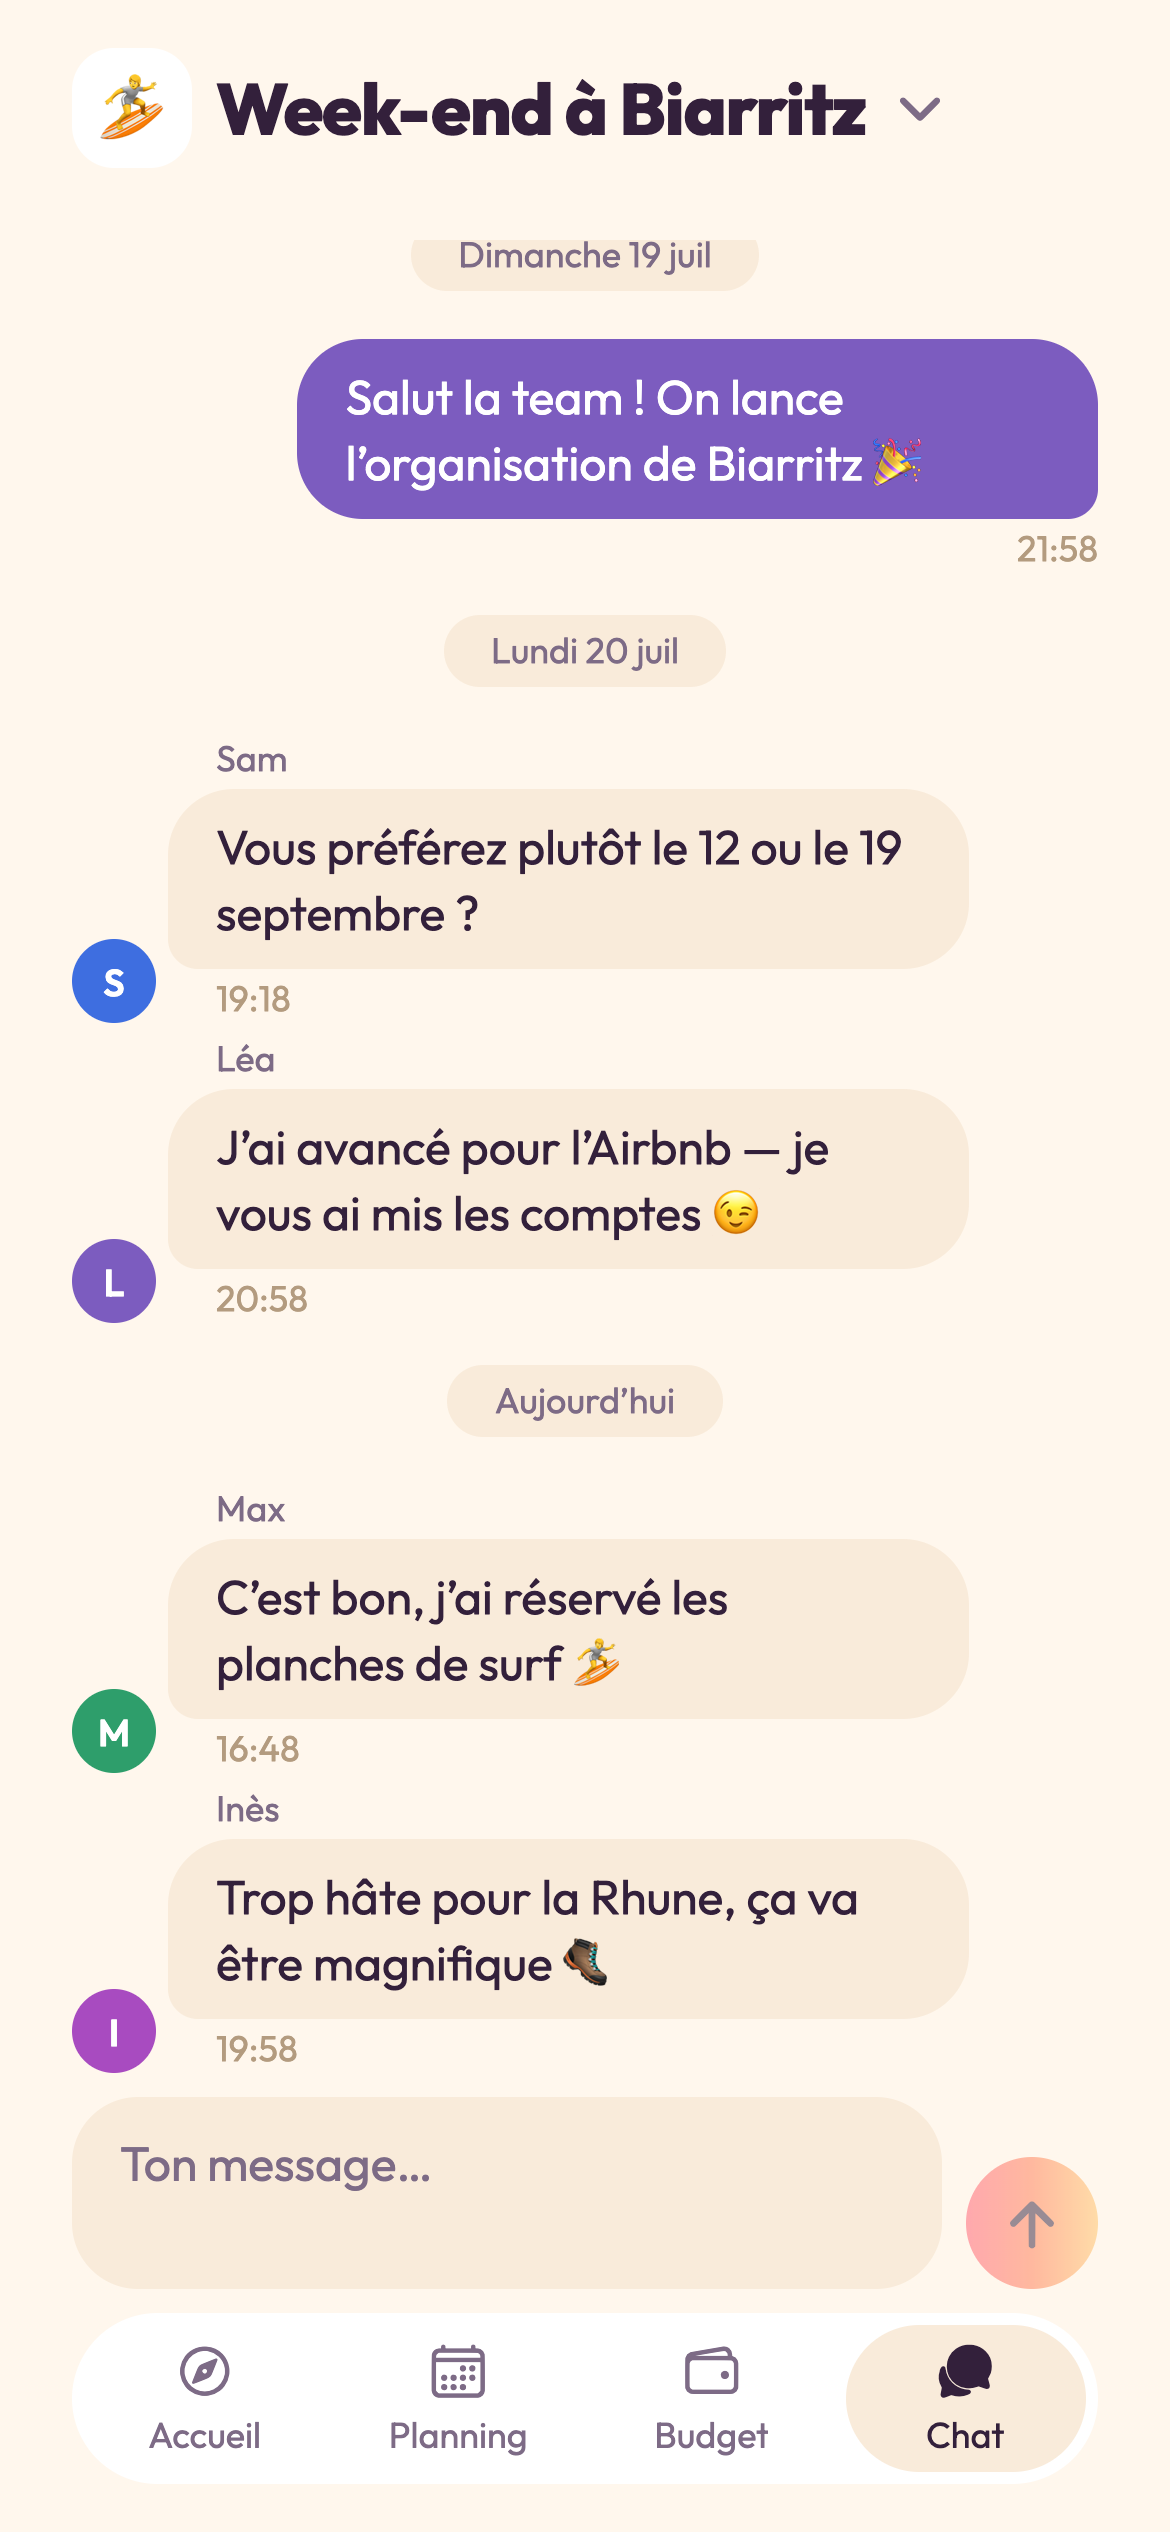 Week-end à Biarritz
Dimanche 19 juil
Salut la team ! On lance
l’organisation de Biarritz 🎉
21:58
Lundi 20 juil
Sam
Vous préférez plutôt le 12 ou le 19
septembre ?
S
19:18
Léa
J’ai avancé pour l’Airbnb — je
vous ai mis les comptes 😉
L
20:58
Aujourd’hui
Max
C’est bon, j’ai réservé les
planches de surf 🏄
M
16:48
Inès
Trop hâte pour la Rhune, ça va
être magnifique 🥾
I
19:58
Ton message…
Accueil
Planning
Budget
Chat